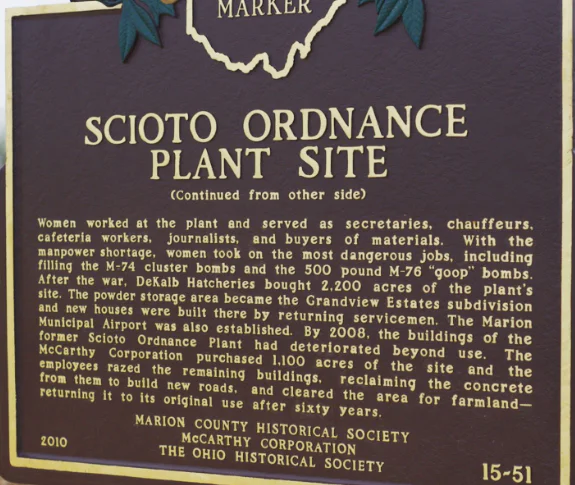 MARKER
SCIOTO ORDNANCE
PLANT SITE
(Continued from other side)
Women worked at the plant and served as secretaries, chauffeurs,
cafeteria workers, journalists, and buyers of materials. With the
manpower shortage, women took on the most dangerous jobs, including
filling the M-74 cluster bombs and the 500 pound M-76 "goop" bombs.
After the war, DeKalb Hatcheries bought 2,200 acres of the plant's
site. The powder storage area became the Grandview Estates subdivision
and new houses were built there by returning servicemen. The Marion
Municipal Airport was also established. By 2008, the buildings of the
former Scioto Ordnance Plant had deteriorated beyond use. The
McCarthy Corporation purchased 1,100 acres of the site and the
employees razed the remaining buildings, reclaiming the concrete
from them to build new roads, and cleared the area for farmland—
returning it to its original use after sixty years.
MARION COUNTY HISTORICAL SOCIETY
McCARTHY CORPORATION
THE OHIO HISTORICAL SOCIETY
2010
15-51